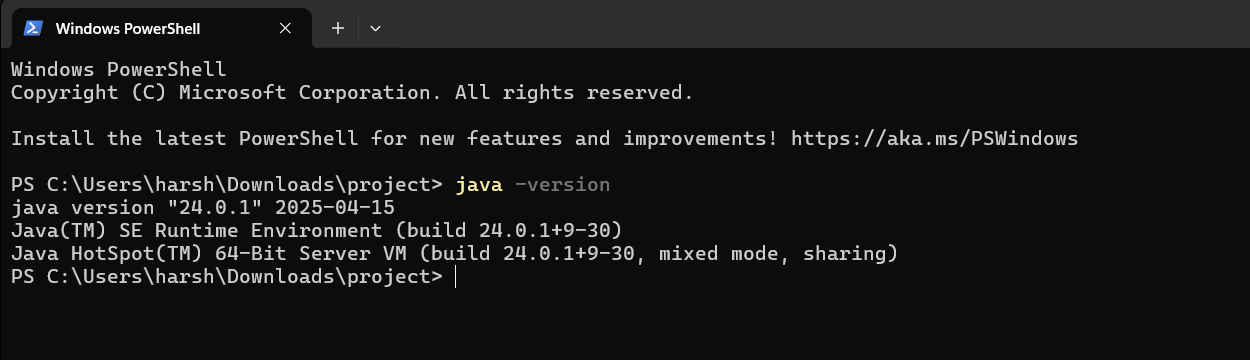 Windows PowerShell
Windows PowerShell
Copyright (C) Microsoft Corporation. All rights reserved.
Install the latest PowerShell for new features and improvements! https://aka.ms/PSWindows
PS C:\Users\harsh\Downloads\project> java -version
java version "24.0.1" 2025-04-15
Java(TM) SE Runtime Environment (build 24.0.1+9-30)
Java HotSpot(TM) 64-Bit Server VM (build 24.0.1+9-30, mixed mode, sharing)
PS C:\Users\harsh\Downloads\project>